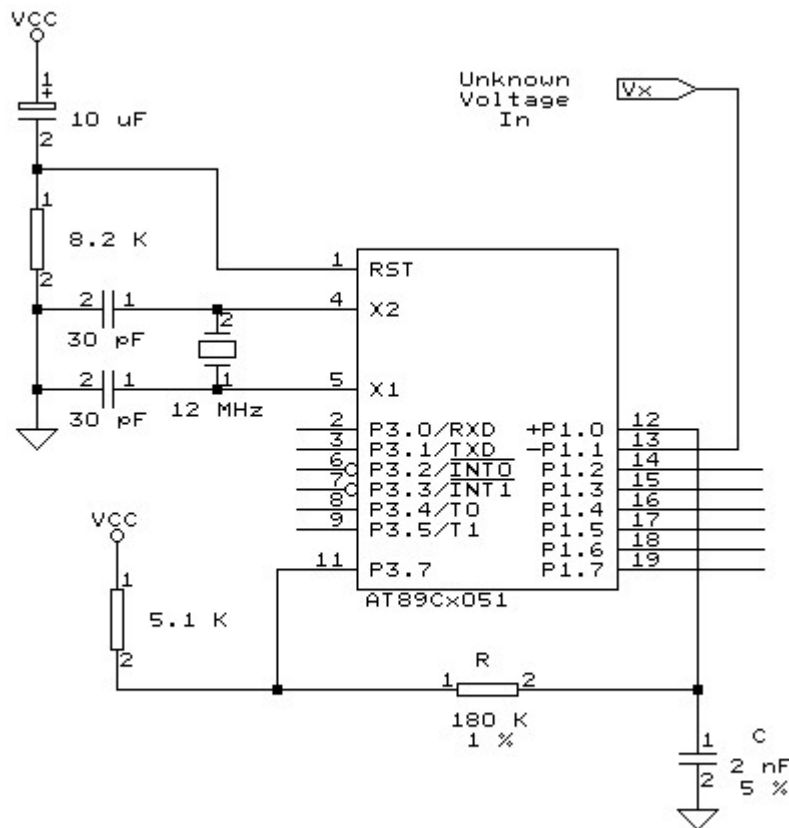 VCC
1
+
10 uF
2
Unknown
Voltage
In
Vx
1
8.2 K
2
1 RST
2 1
30 pF
2
4 X2
2 1
30 pF
1
12 MHz
5 X1
2 P3.0/RXD
3 P3.1/TXD
6 P3.2/INT0
7 P3.3/INT1
8 P3.4/T0
9 P3.5/T1
11 P3.7
+P1.0 12
-P1.1 13
P1.2 14
P1.3 15
P1.4 16
P1.5 17
P1.6 18
P1.7 19
AT89Cx051
VCC
1
5.1 K
2
R
1 2
180 K
1 %
C
1
2 nF
2
5 %